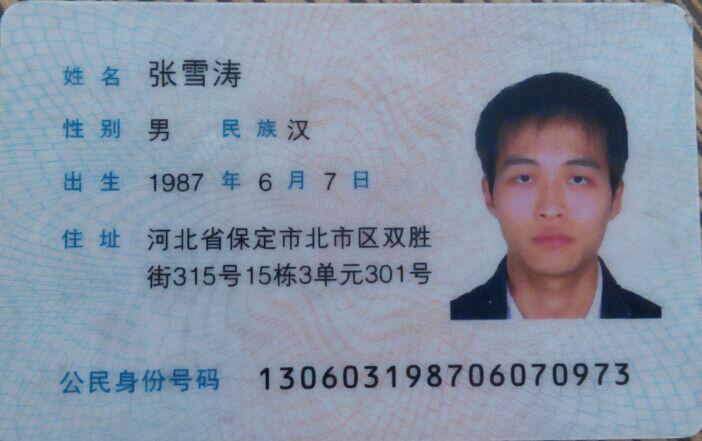 姓名 张雪涛
性别 男 民族 汉
出生 1987 年 6 月 7 日
住址 河北省保定市北市区双胜
街315号15栋3单元301号
公民身份号码 130603198706070973